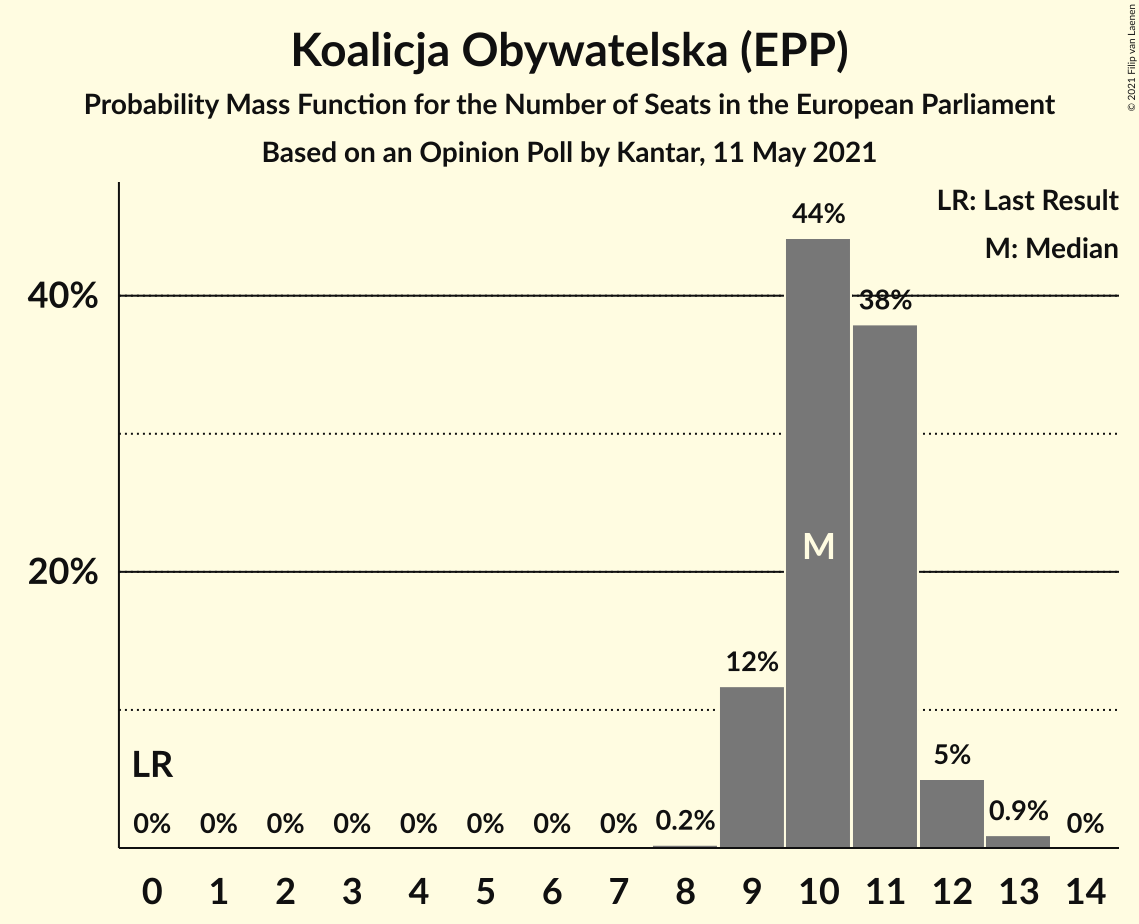 Koalicja Obywatelska (EPP)
Probability Mass Function for the Number of Seats in the European Parliament
Based on an Opinion Poll by Kantar, 11 May 2021
© 2021 Filip van Laenen
LR: Last Result
M: Median
44%
40%
38%
M
20%
12%
LR
5%
0% 0% 0% 0% 0% 0% 0% 0% 0.2% 0.9% 0%
0 1 2 3 4 5 6 7 8 9 10 11 12 13 14